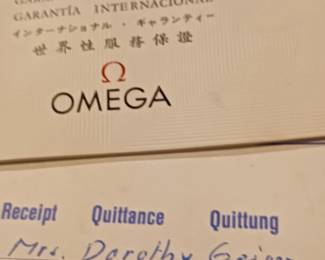 GARANTÍA INTERNACIONAL
インターナショナル・ギャランティー
世界性服務保證
Ω
OMEGA
Receipt Quittance Quittung
Mrs. Dorothy